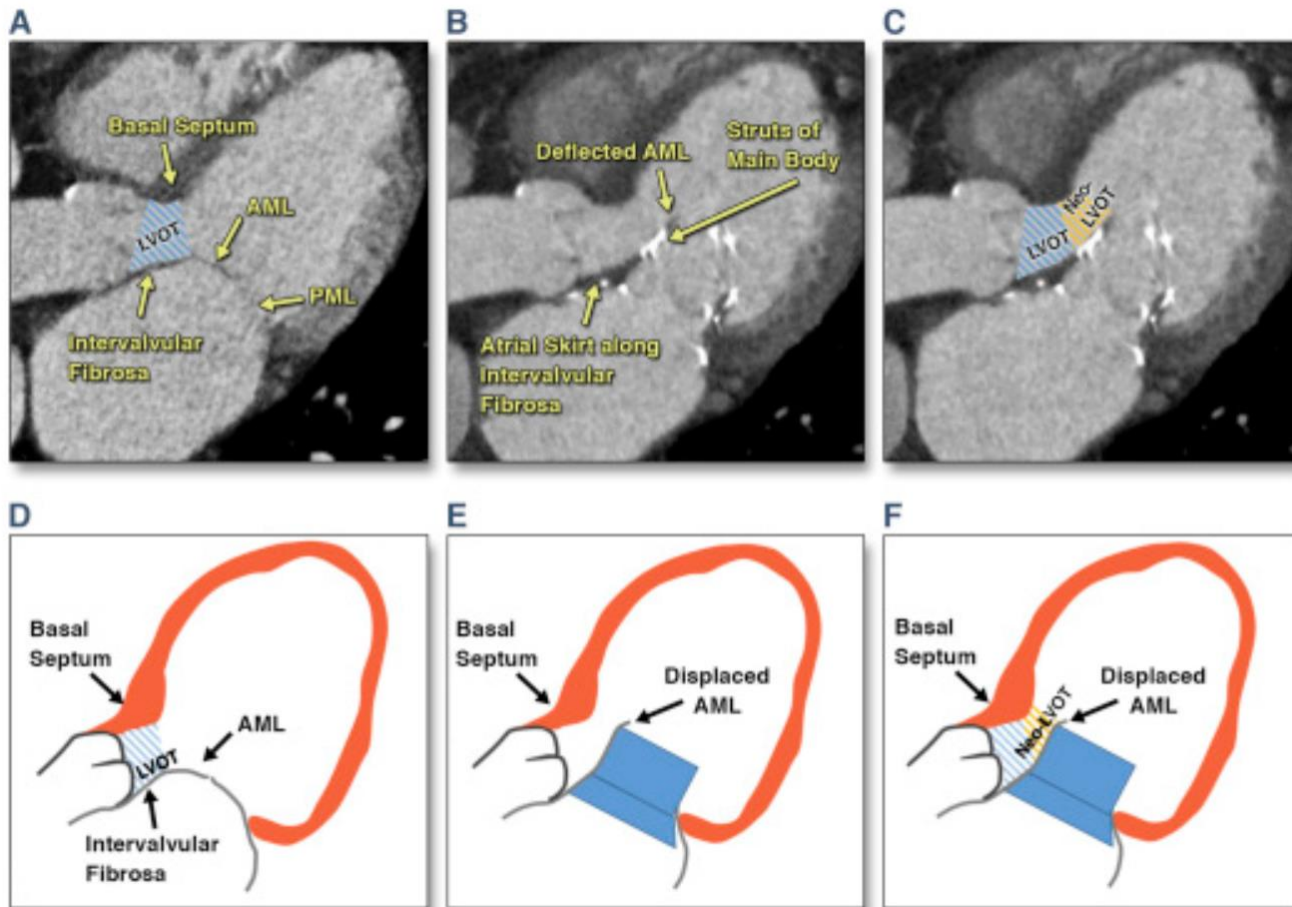 A
Basal Septum
AML
LVOT
PML
Intervalvular
Fibrosa
B
Deflected AML
Struts of
Main Body
Atrial Skirt along
Intervalvular
Fibrosa
C
Neo-
LVOT
LVOT
D
Basal
Septum
AML
LVOT
Intervalvular
Fibrosa
E
Basal
Septum
Displaced
AML
F
Basal
Septum
Displaced
AML
Neo-LVOT